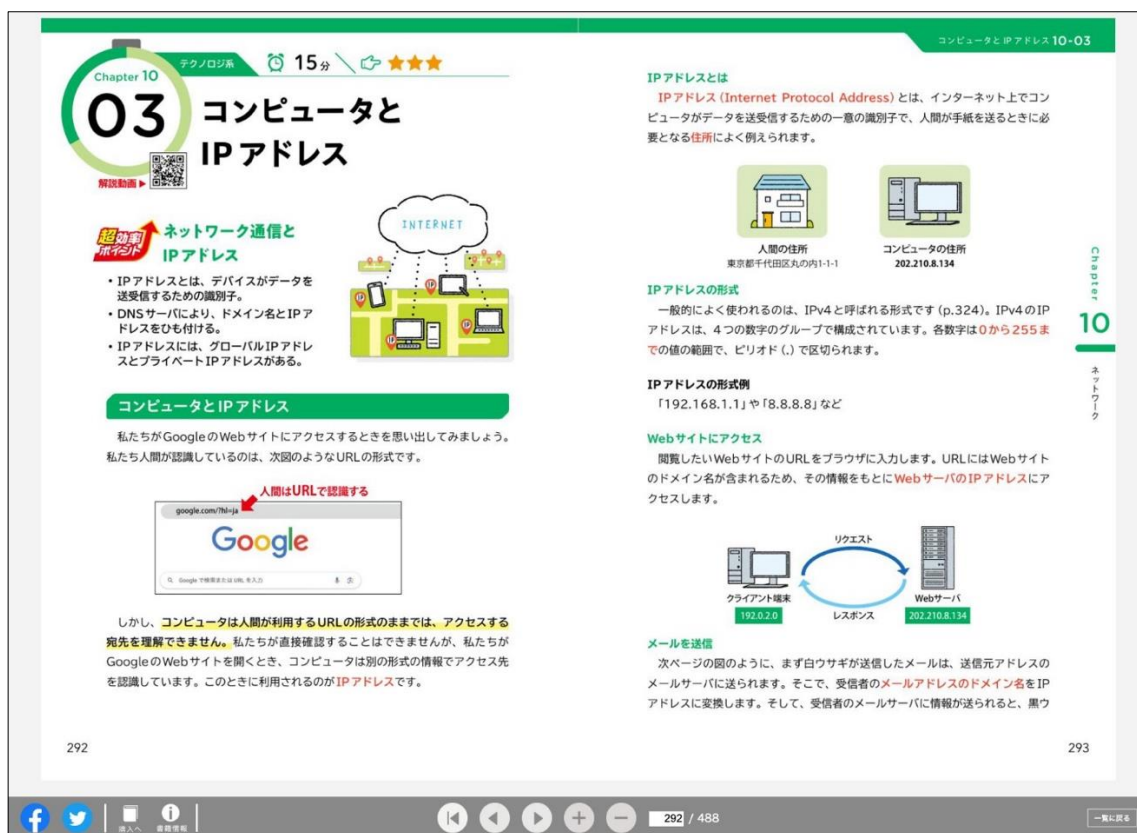 テクノロジ系
15分
Chapter 10
03
コンピュータと
IPアドレス
解説動画▶
超効率
ポイント
ネットワーク通信と
IPアドレス
・IPアドレスとは、デバイスがデータを
送受信するための識別子。
・DNSサーバにより、ドメイン名とIPア
ドレスをひも付ける。
・IPアドレスには、グローバルIPアドレ
スとプライベートIPアドレスがある。
INTERNET
IP
IP
IP
IP
IP
コンピュータとIPアドレス
私たちがGoogleのWebサイトにアクセスするときを思い出してみましょう。
私たち人間が認識しているのは、次図のようなURLの形式です。
人間はURLで認識する
google.com/?hl=ja
Google
Google で検索または URL を入力
しかし、コンピュータは人間が利用するURLの形式のままでは、アクセスする
宛先を理解できません。私たちが直接確認することはできませんが、私たちが
GoogleのWebサイトを開くとき、コンピュータは別の形式の情報でアクセス先
を認識しています。このときに利用されるのがIPアドレスです。
292
コンピュータとIPアドレス 10-03
IPアドレスとは
IPアドレス（Internet Protocol Address）とは、インターネット上でコン
ピュータがデータを送受信するための一意の識別子で、人間が手紙を送るときに必
要となる住所によく例えられます。
人間の住所
東京都千代田区丸の内1-1-1
コンピュータの住所
202.210.8.134
IPアドレスの形式
一般的によく使われるのは、IPv4と呼ばれる形式です（p.324）。IPv4のIP
アドレスは、4つの数字のグループで構成されています。各数字は0から255ま
での値の範囲で、ピリオド（.）で区切られます。
IPアドレスの形式例
「192.168.1.1」や「8.8.8.8」など
Webサイトにアクセス
閲覧したいWebサイトのURLをブラウザに入力します。URLにはWebサイト
のドメイン名が含まれるため、その情報をもとにWebサーバのIPアドレスにア
クセスします。
リクエスト
クライアント端末
192.0.2.0
レスポンス
Webサーバ
202.210.8.134
メールを送信
次ページの図のように、まず白ウサギが送信したメールは、送信元アドレスの
メールサーバに送られます。そこで、受信者のメールアドレスのドメイン名をIP
アドレスに変換します。そして、受信者のメールサーバに情報が送られると、黒ウ
293
Chapter
10
ネットワーク
購入へ
書籍情報
292 / 488
一覧に戻る